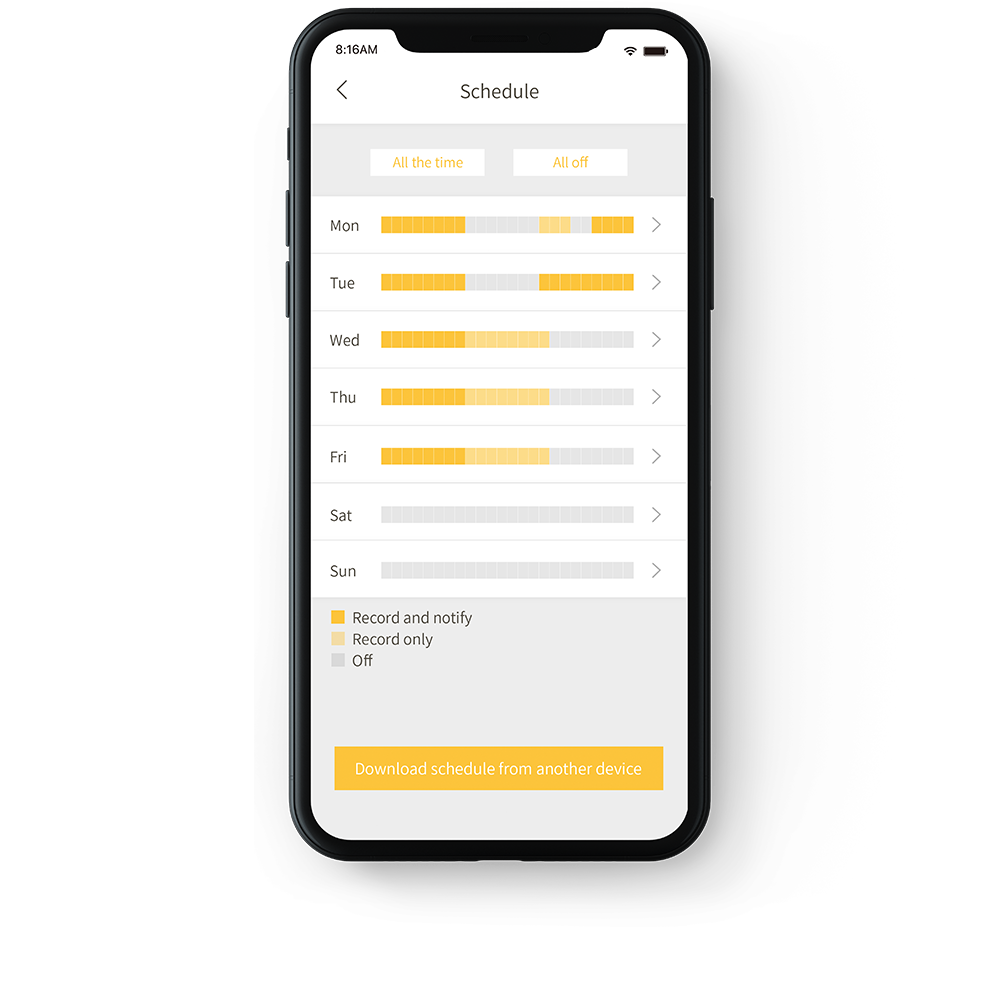 8:16AM
Schedule
All the time All off
Mon
Tue
Wed
Thu
Fri
Sat
Sun
Record and notify
Record only
Off
Download schedule from another device